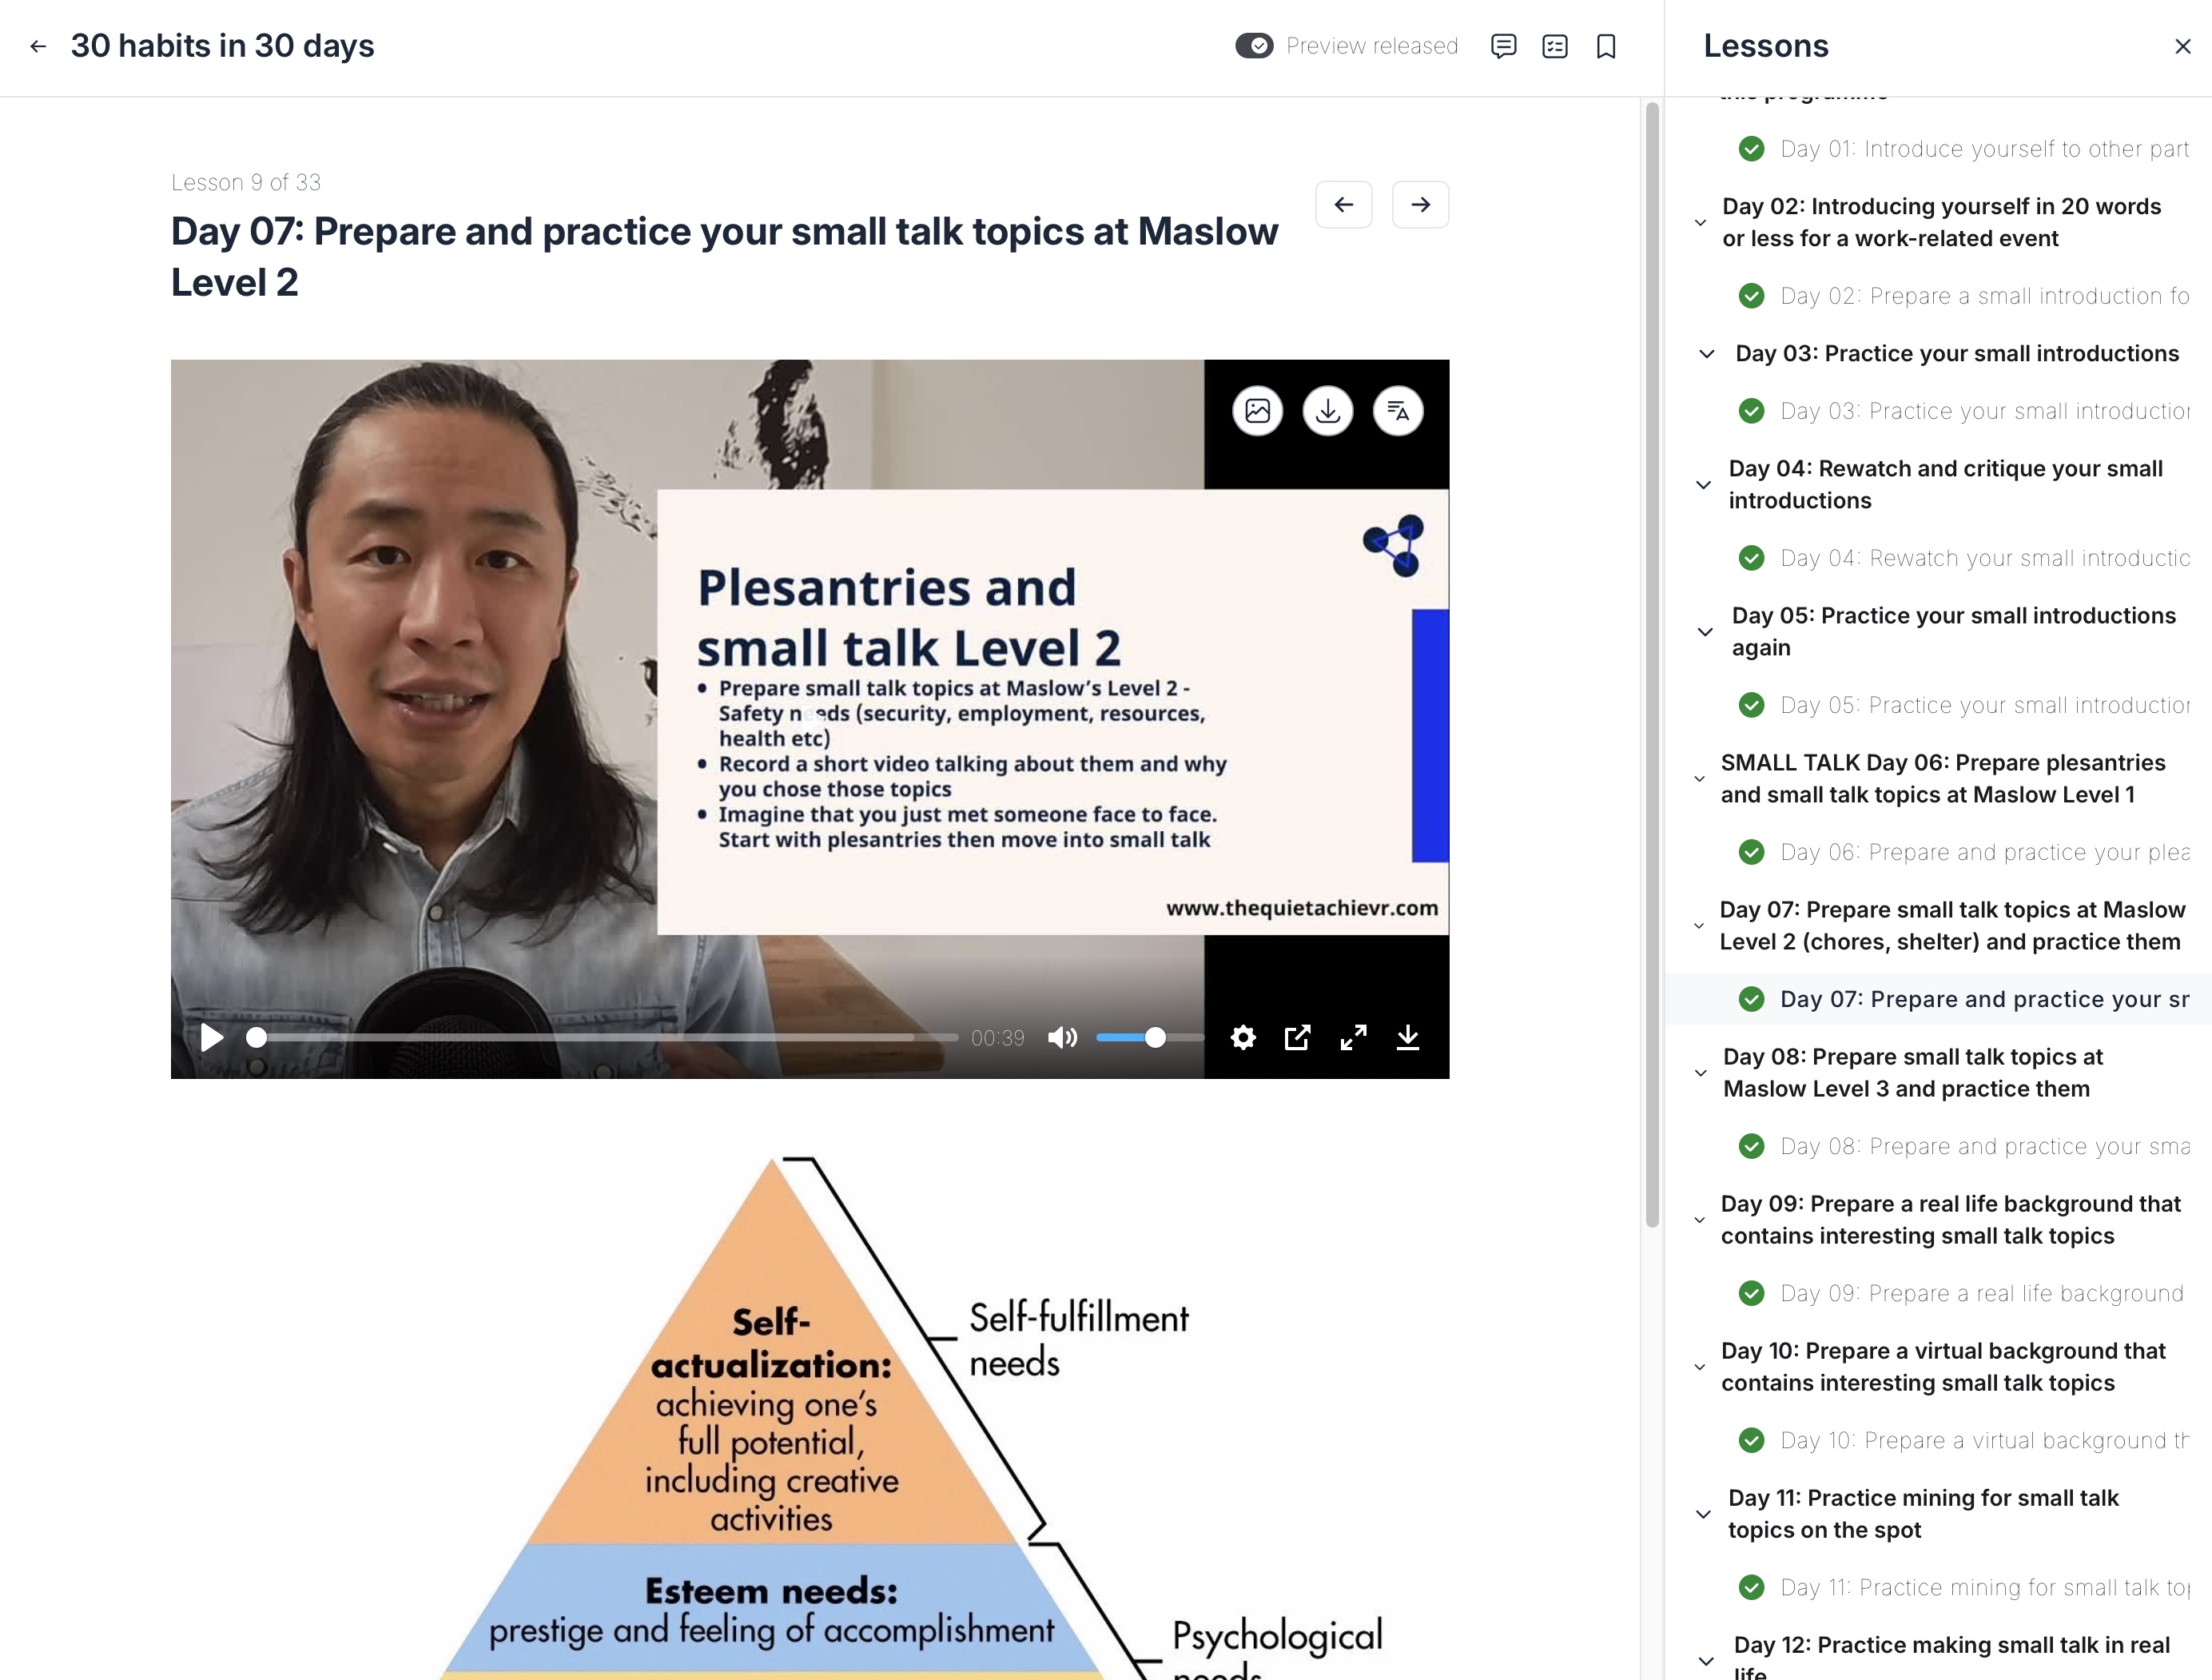 30 habits in 30 days
Preview released
Lesson 9 of 33
Day 07: Prepare and practice your small talk topics at Maslow
Level 2
Plesantries and
small talk Level 2
• Prepare small talk topics at Maslow's Level 2 -
Safety needs (security, employment, resources,
health etc)
• Record a short video talking about them and why
you chose those topics
• Imagine that you just met someone face to face.
Start with plesantries then move into small talk
www.thequietachievr.com
00:39
Self-
actualization:
achieving one's
full potential,
including creative
activities
Self-fulfillment
needs
Esteem needs:
prestige and feeling of accomplishment
Psychological
needs
Lessons
this programme
Day 01: Introduce yourself to other part
Day 02: Introducing yourself in 20 words
or less for a work-related event
Day 02: Prepare a small introduction fo
Day 03: Practice your small introductions
Day 03: Practice your small introduction
Day 04: Rewatch and critique your small
introductions
Day 04: Rewatch your small introductio
Day 05: Practice your small introductions
again
Day 05: Practice your small introduction
SMALL TALK Day 06: Prepare plesantries
and small talk topics at Maslow Level 1
Day 06: Prepare and practice your plea
Day 07: Prepare small talk topics at Maslow
Level 2 (chores, shelter) and practice them
Day 07: Prepare and practice your sm
Day 08: Prepare small talk topics at
Maslow Level 3 and practice them
Day 08: Prepare and practice your sma
Day 09: Prepare a real life background that
contains interesting small talk topics
Day 09: Prepare a real life background
Day 10: Prepare a virtual background that
contains interesting small talk topics
Day 10: Prepare a virtual background th
Day 11: Practice mining for small talk
topics on the spot
Day 11: Practice mining for small talk top
Day 12: Practice making small talk in real
life